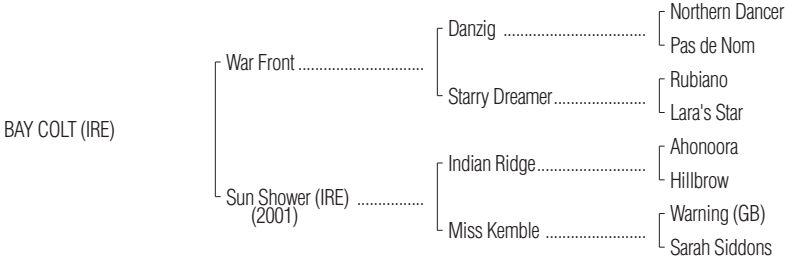 Northern Dancer
Danzig ..................................
Pas de Nom
War Front ..............................
Rubiano
Starry Dreamer......................
Lara's Star
BAY COLT (IRE)
Ahonoora
Indian Ridge..........................
Hillbrow
Sun Shower (IRE) ................
(2001)
Warning (GB)
Miss Kemble ........................
Sarah Siddons